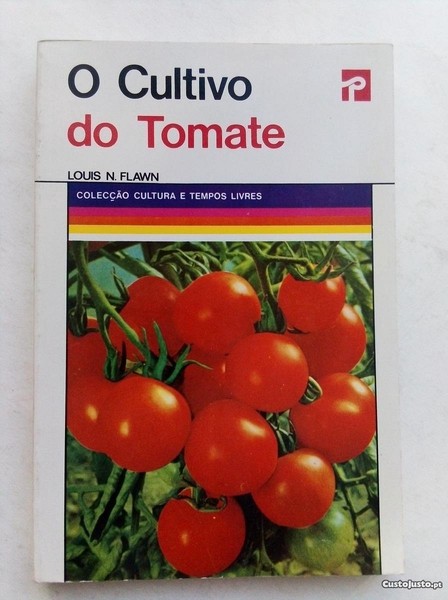 O Cultivo
do Tomate
LOUIS N. FLAWN
COLECÇÃO CULTURA E TEMPOS LIVRES
CustoJusto.pt